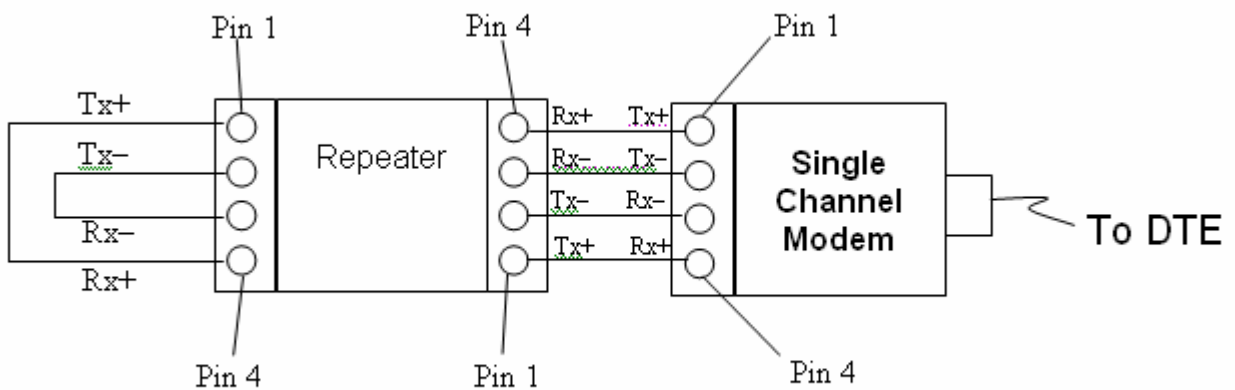 Pin 1
Pin 4
Pin 1
Tx+
Tx–
Rx-
Rx+
Repeater
Rx+ Tx+
Rx- Tx-
Tx- Rx-
Tx+ Rx+
Single
Channel
Modem
To DTE
Pin 4
Pin 1
Pin 4